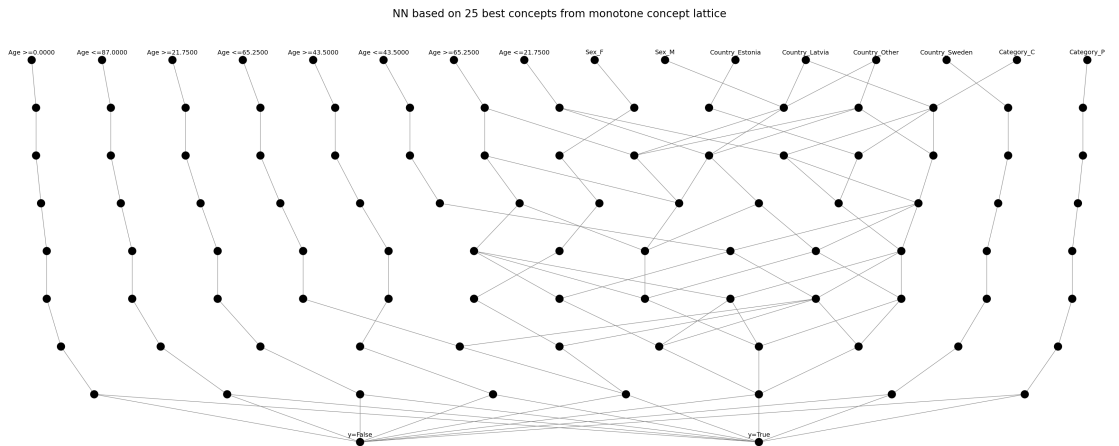 NN based on 25 best concepts from monotone concept lattice
Age >=0.0000
Age <=87.0000
Age >=21.7500
Age <=65.2500
Age >=43.5000
Age <=43.5000
Age >=65.2500
Age <=21.7500
Sex_F
Sex_M
Country_Estonia
Country_Latvia
Country_Other
Country_Sweden
Category_C
Category_P
y=False
y=True